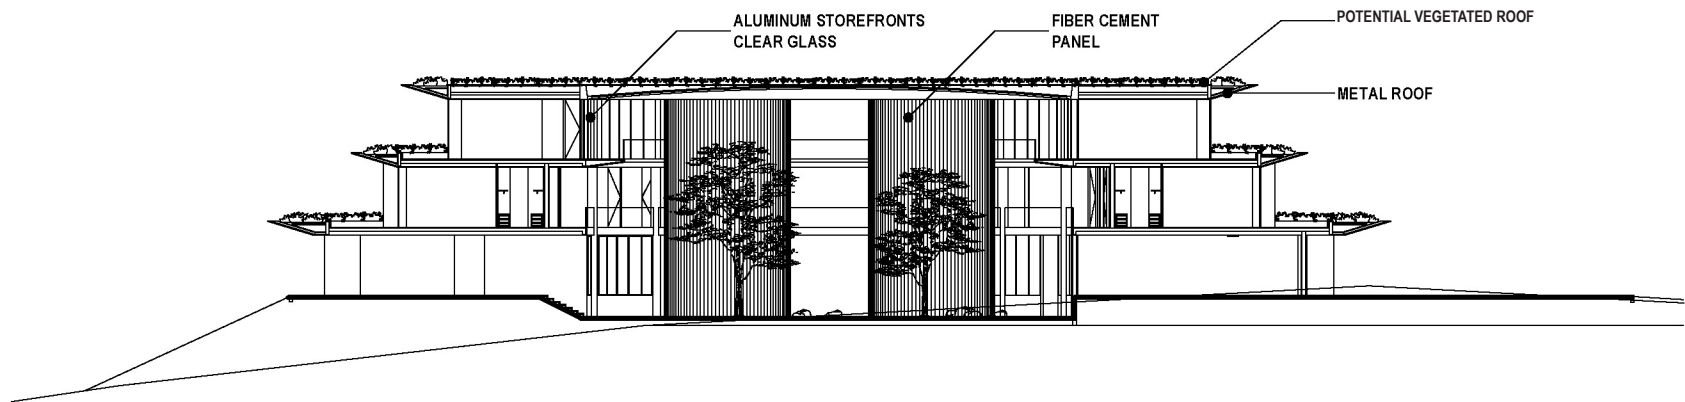 ALUMINUM STOREFRONTS
CLEAR GLASS
FIBER CEMENT
PANEL
POTENTIAL VEGETATED ROOF
METAL ROOF